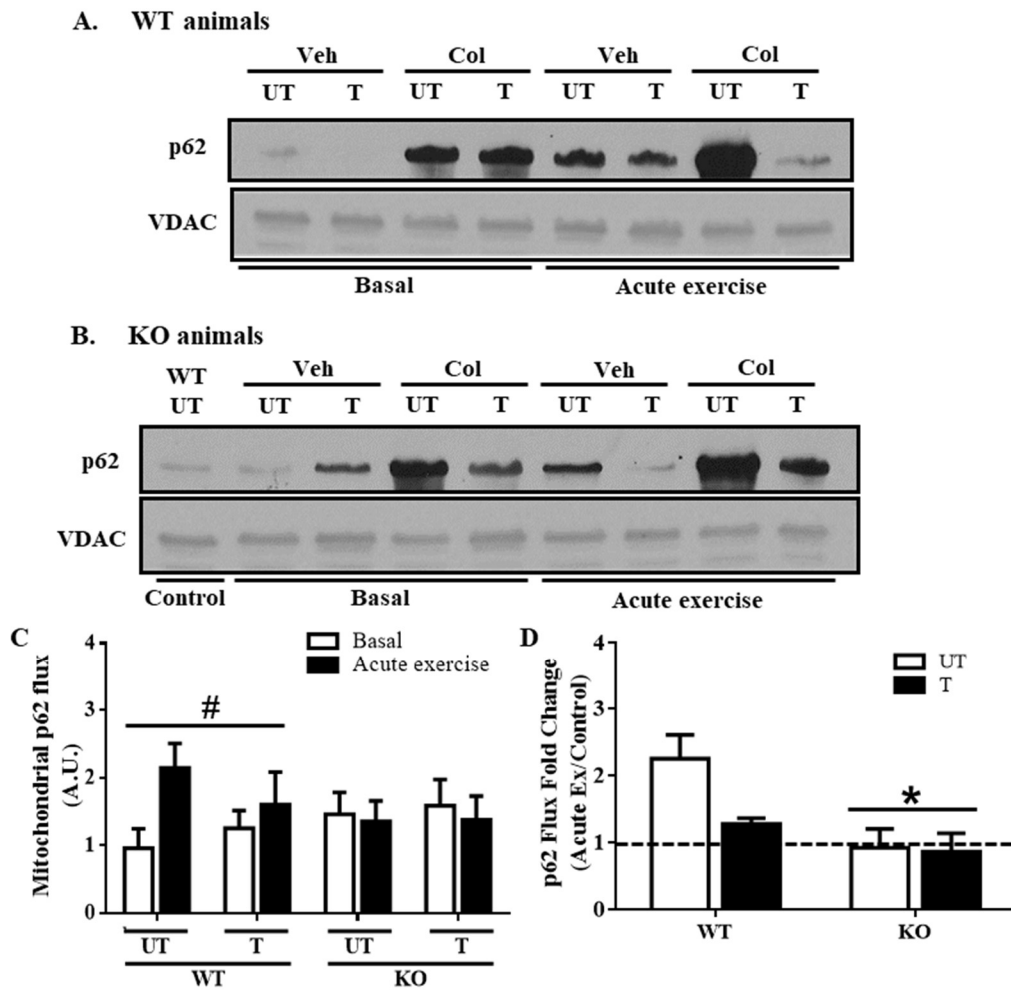 A. WT animals
Veh Col Veh Col
UT T UT T UT T UT T
p62
VDAC
Basal Acute exercise
B. KO animals
WT Veh Col Veh Col
UT UT T UT T UT T UT T
p62
VDAC
Control Basal Acute exercise
C
Mitochondrial p62 flux
(A.U.)
4
3
2
1
0
Basal
Acute exercise
#
UT T UT T
WT KO
D
p62 Flux Fold Change
(Acute Ex/Control)
4
3
2
1
0
UT
T
*
WT KO